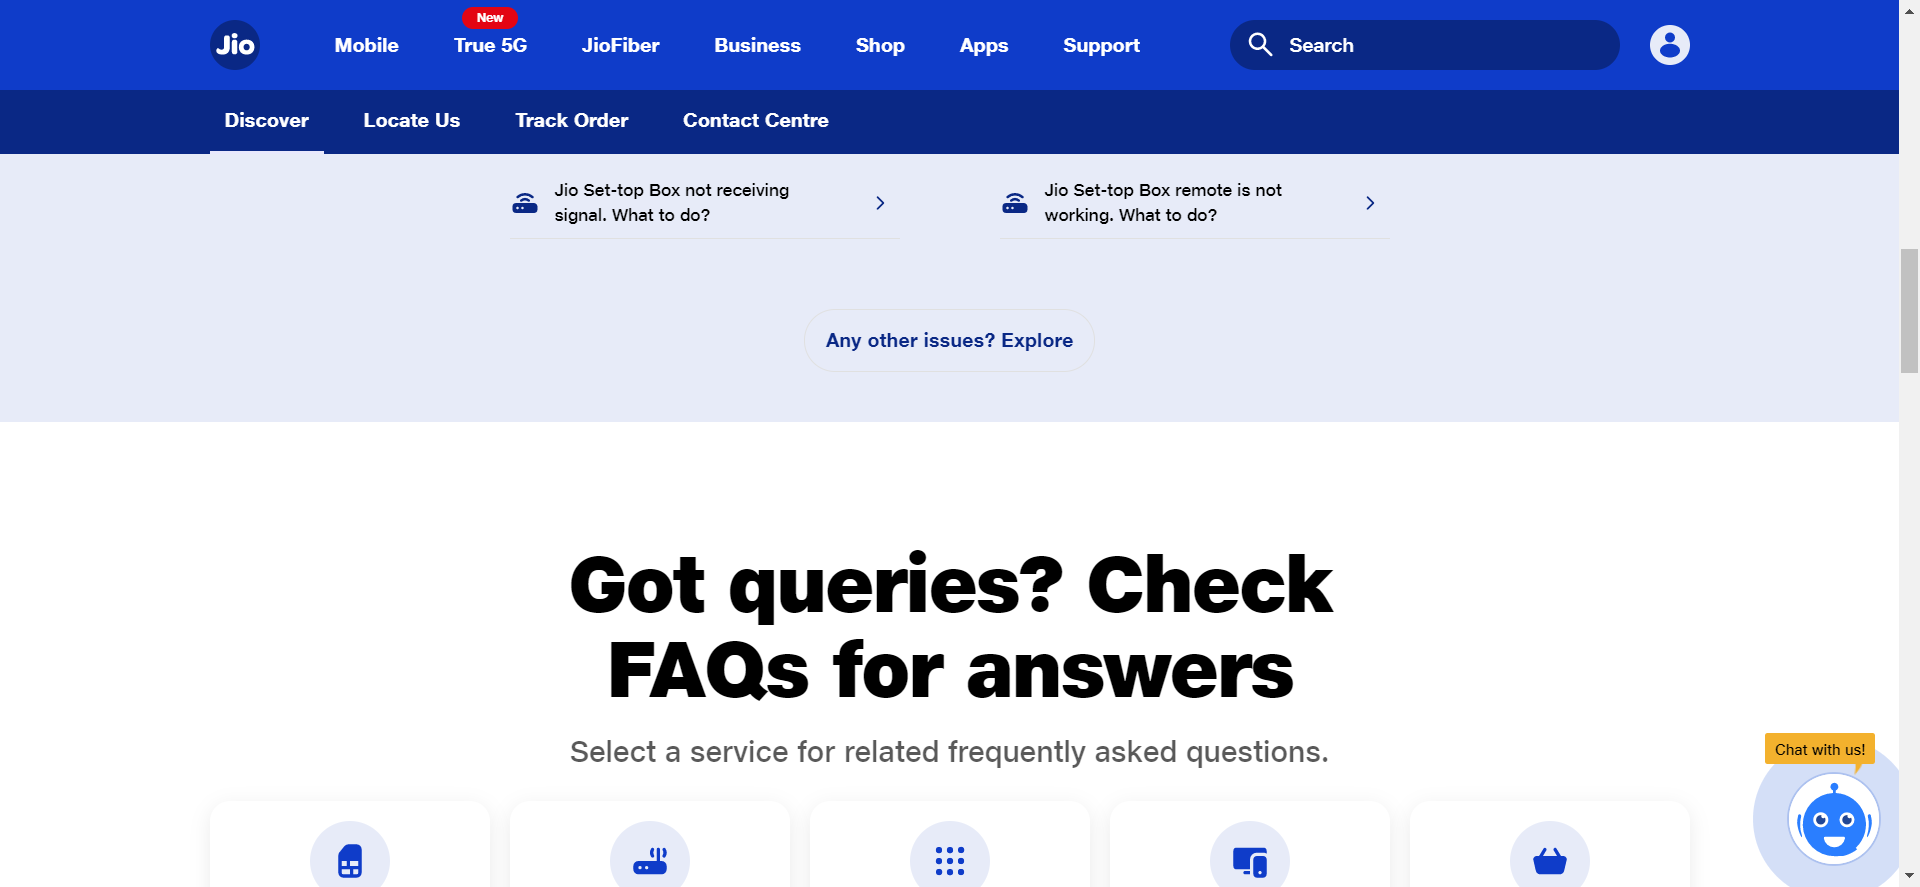 Jio
Mobile
New
True 5G
JioFiber
Business
Shop
Apps
Support
Search
Discover
Locate Us
Track Order
Contact Centre
Jio Set-top Box not receiving
signal. What to do?
Jio Set-top Box remote is not
working. What to do?
Any other issues? Explore
Got queries? Check
FAQs for answers
Select a service for related frequently asked questions.
Chat with us!